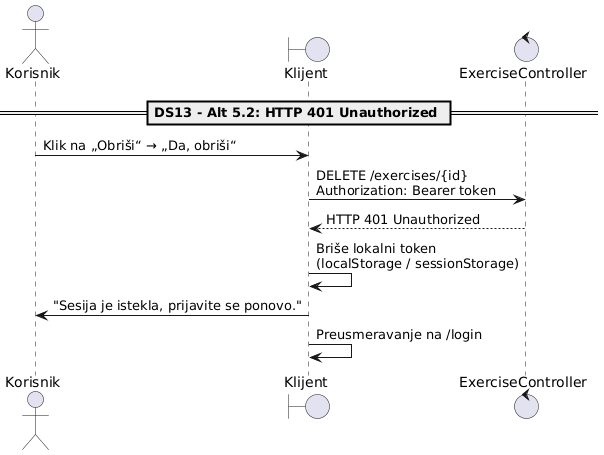 Korisnik
Klijent
ExerciseController
DS13 - Alt 5.2: HTTP 401 Unauthorized
Klik na „Obriši“ → „Da, obriši“
DELETE /exercises/{id}
Authorization: Bearer token
HTTP 401 Unauthorized
Briše lokalni token
(localStorage / sessionStorage)
"Sesija je istekla, prijavite se ponovo."
Preusmeravanje na /login
Korisnik
Klijent
ExerciseController